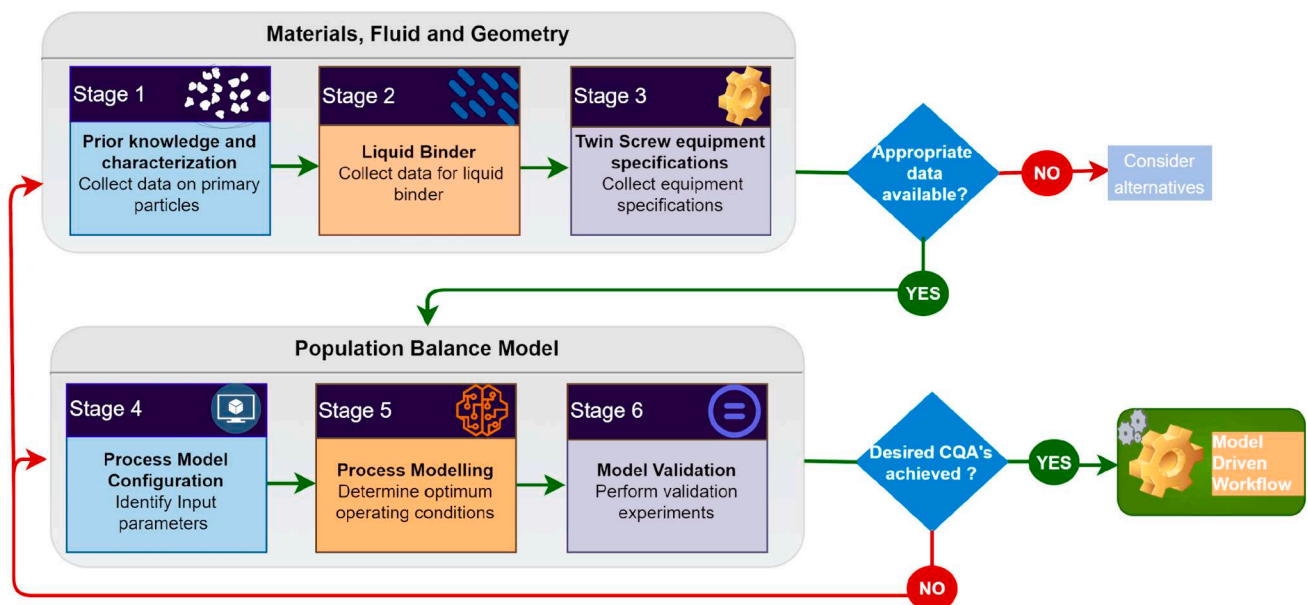 Materials, Fluid and Geometry
Stage 1
Prior knowledge and
characterization
Collect data on primary
particles
Stage 2
Liquid Binder
Collect data for liquid
binder
Stage 3
Twin Screw equipment
specifications
Collect equipment
specifications
Appropriate
data
available?
NO
Consider
alternatives
YES
Population Balance Model
Stage 4
Process Model
Configuration
Identify Input
parameters
Stage 5
Process Modelling
Determine optimum
operating conditions
Stage 6
Model Validation
Perform validation
experiments
Desired CQA's
achieved ?
YES
Model
Driven
Workflow
NO